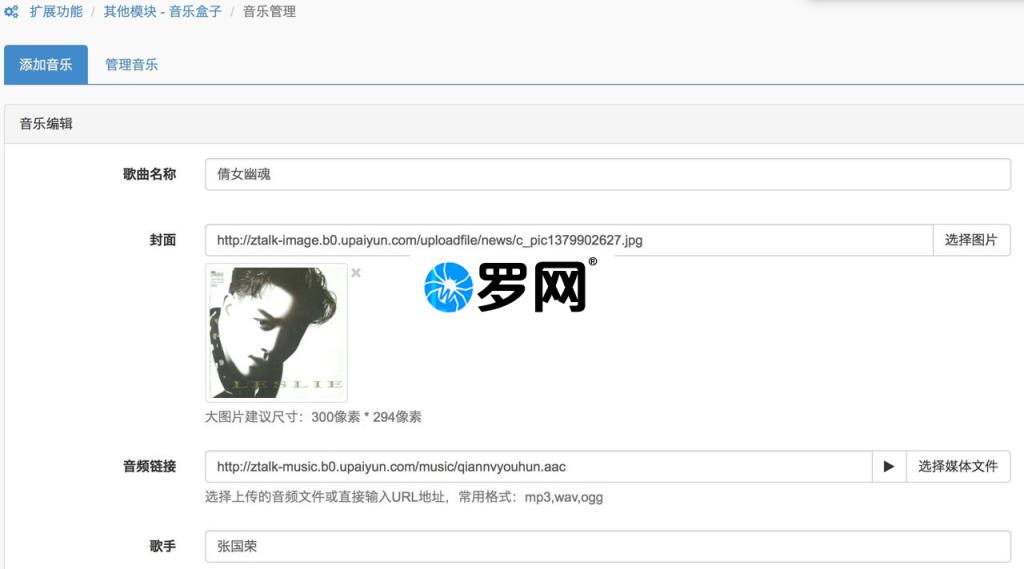 扩展功能 / 其他模块 - 音乐盒子 / 音乐管理
添加音乐 管理音乐
音乐编辑
歌曲名称 倩女幽魂
封面 http://ztalk-image.b0.upaiyun.com/uploadfile/news/c_pic1379902627.jpg 选择图片
罗网®
LESLIE
大图片建议尺寸：300像素 * 294像素
音频链接 http://ztalk-music.b0.upaiyun.com/music/qiannvyouhun.aac 选择媒体文件
选择上传的音频文件或直接输入URL地址，常用格式：mp3,wav,ogg
歌手 张国荣